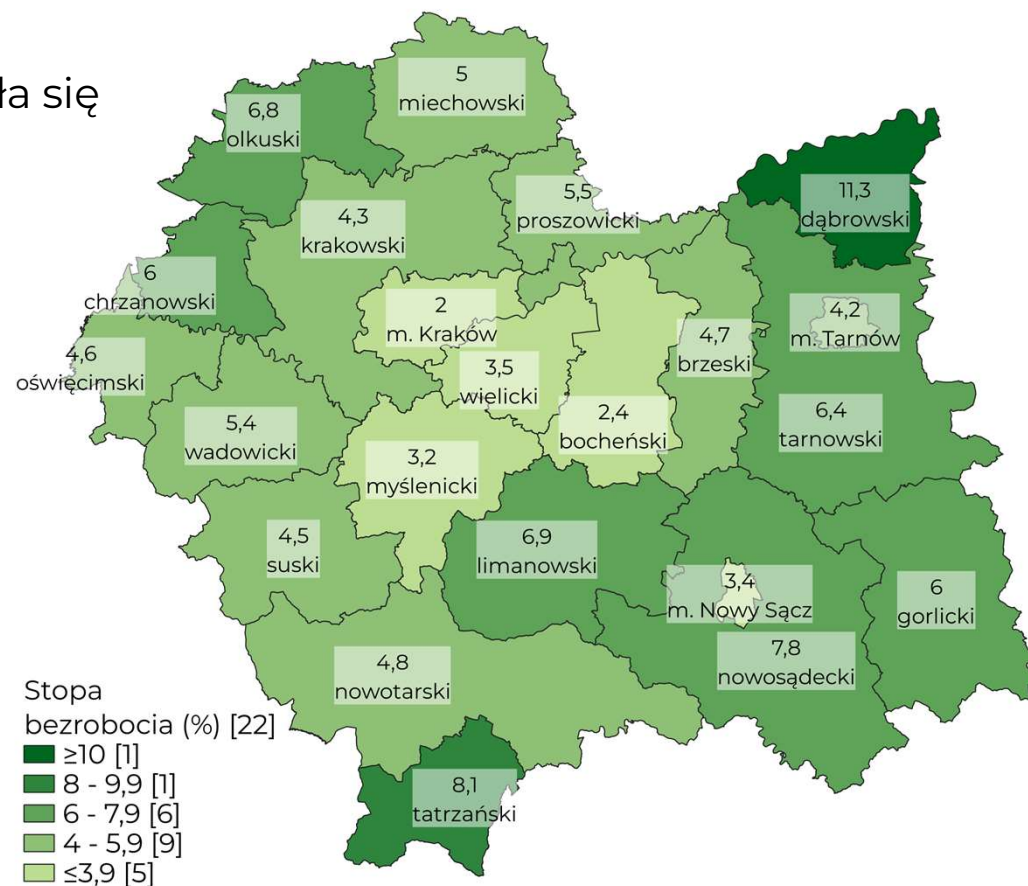 ła się
5
miechowski
6,8
olkuski
11,3
dąbrowski
5,5
proszowicki
4,3
krakowski
6
chrzanowski
2
m. Kraków
4,2
m. Tarnów
4,7
brzeski
4,6
oświęcimski
3,5
wielicki
2,4
bocheński
6,4
tarnowski
5,4
wadowicki
3,2
myślenicki
4,5
suski
6,9
limanowski
3,4
m. Nowy Sącz
6
gorlicki
7,8
nowosądecki
4,8
nowotarski
8,1
tatrzański
Stopa
bezrobocia (%) [22]
≥10 [1]
8 - 9,9 [1]
6 - 7,9 [6]
4 - 5,9 [9]
≤3,9 [5]